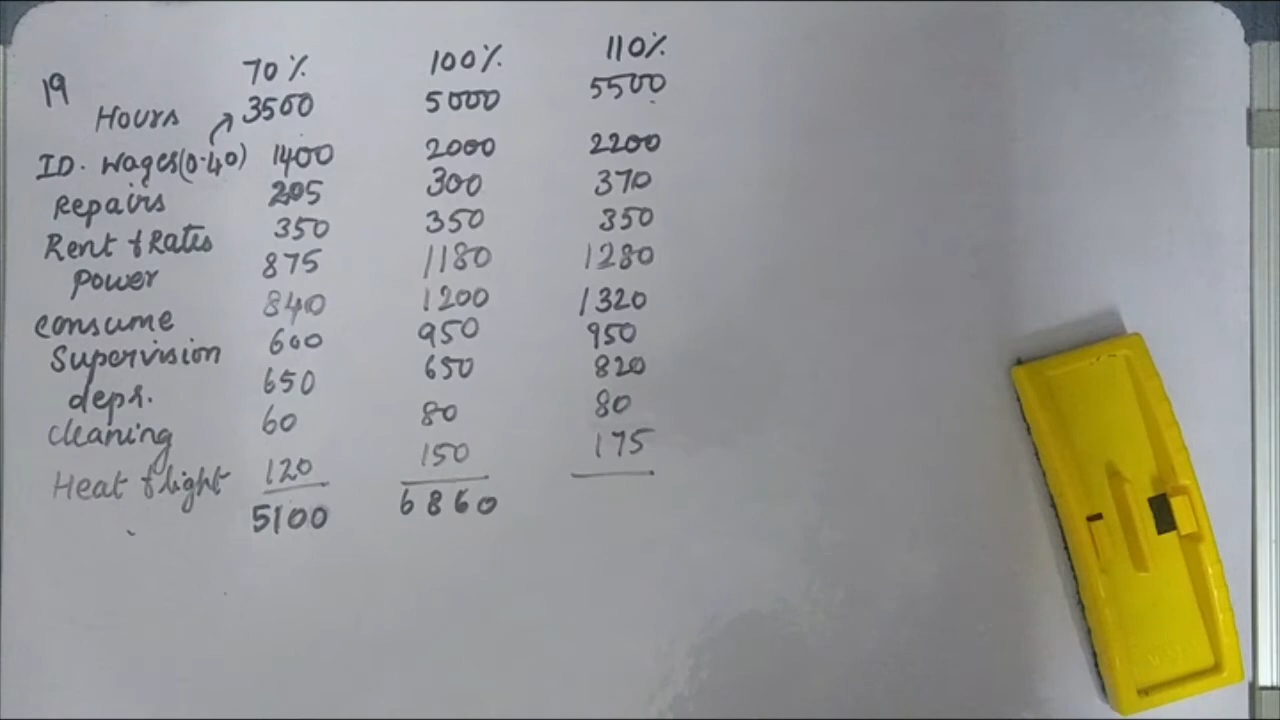 19 70% 100% 110%
Hours 3500 5000 5500
ID. Wages(0.40) 1400 2000 2200
Repairs 205 300 370
Rent & Rates 350 350 350
Power 875 1180 1280
Consume 840 1200 1320
Supervision 600 950 950
depr. 650 650 820
Cleaning 60 80 80
Heat & light 120 150 175
5100 6860